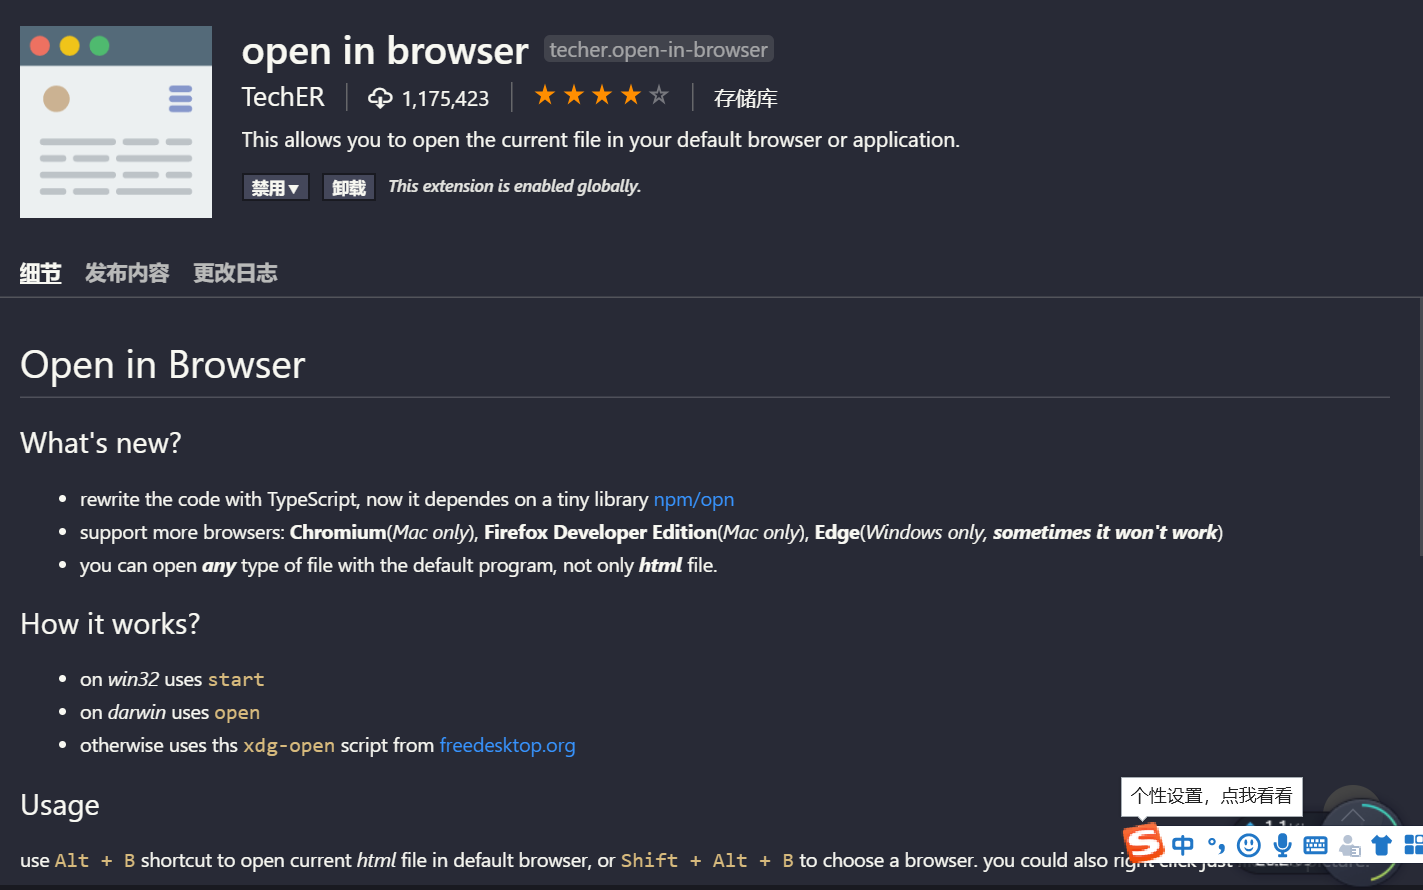 open in browser techer.open-in-browser
TechER 1,175,423 存储库
This allows you to open the current file in your default browser or application.
禁用▼ 卸载 This extension is enabled globally.
细节 发布内容 更改日志
Open in Browser
What's new?
• rewrite the code with TypeScript, now it dependes on a tiny library npm/opn
• support more browsers: Chromium(Mac only), Firefox Developer Edition(Mac only), Edge(Windows only, sometimes it won't work)
• you can open any type of file with the default program, not only html file.
How it works?
• on win32 uses start
• on darwin uses open
• otherwise uses ths xdg-open script from freedesktop.org
Usage
use Alt + B shortcut to open current html file in default browser, or Shift + Alt + B to choose a browser. you could also right click just
个性设置，点我看看
中